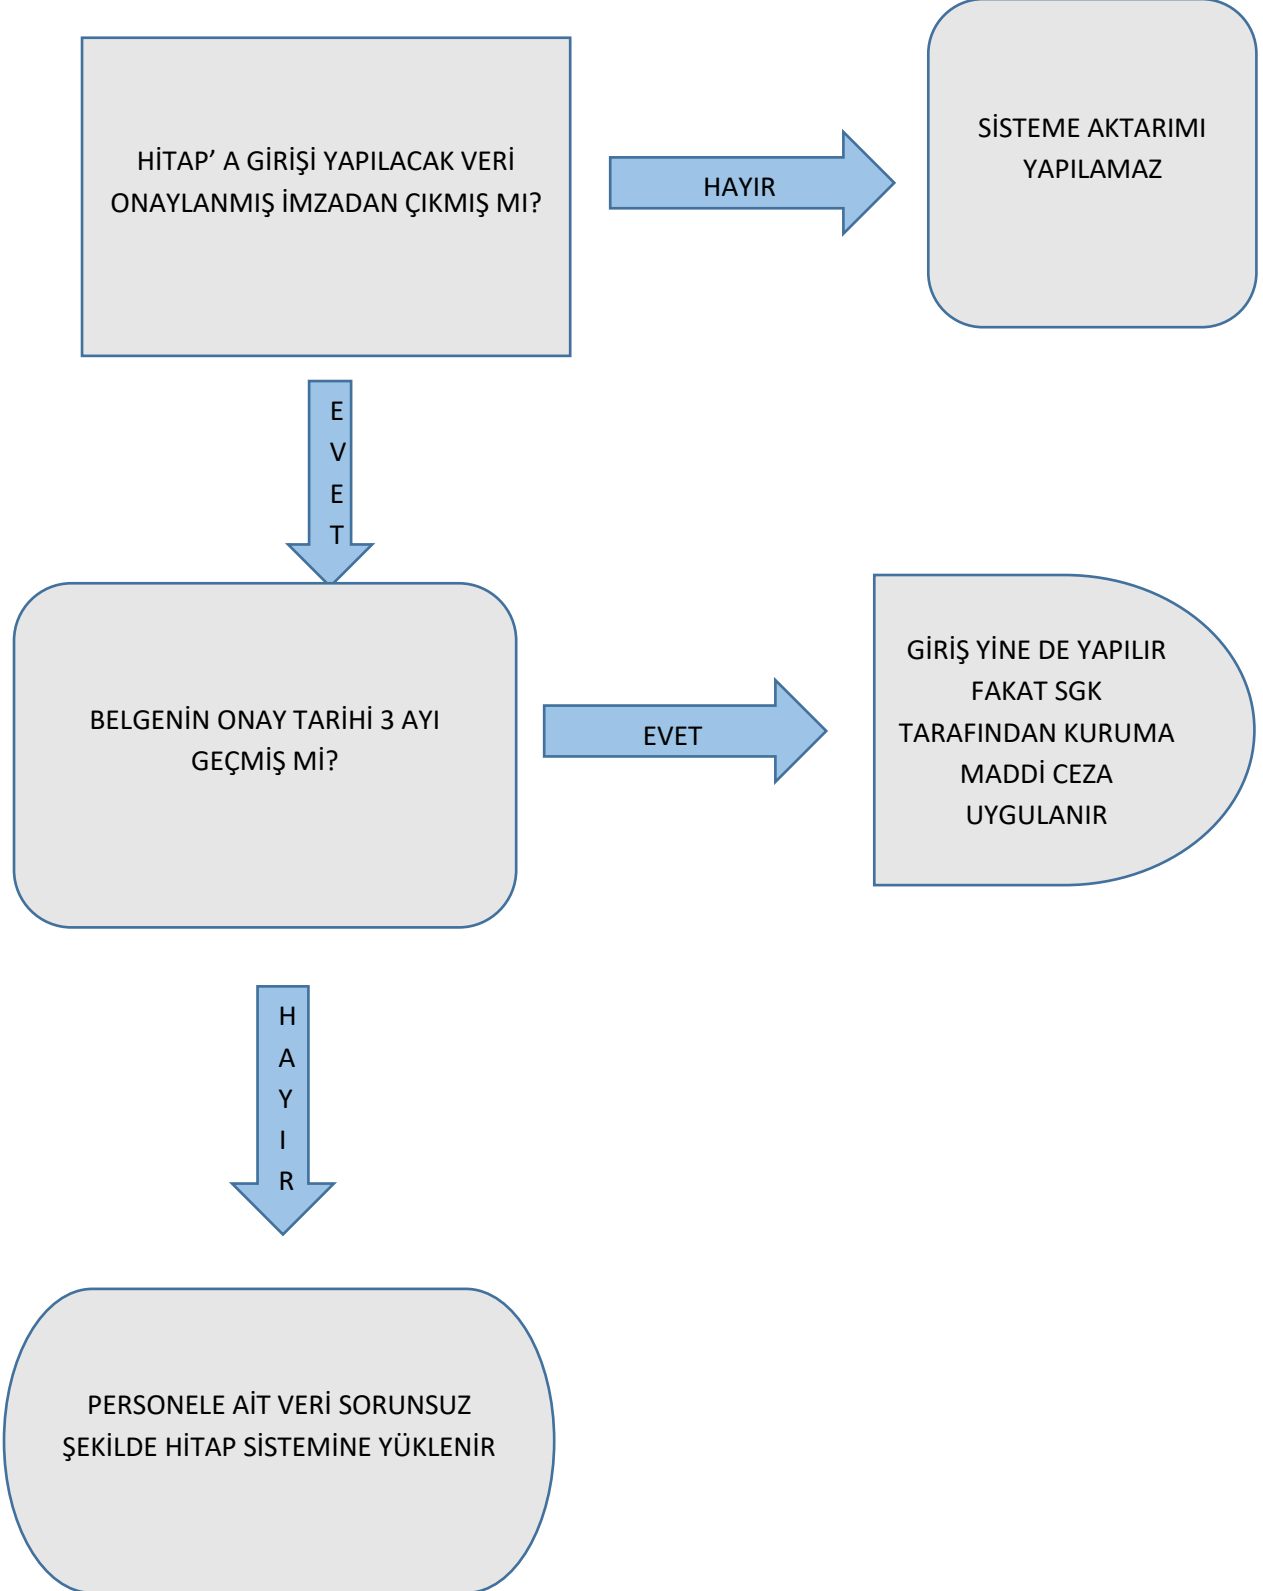 HİTAP’ A GİRİŞİ YAPILACAK VERİ
ONAYLANMIŞ İMZADAN ÇIKMIŞ MI?
HAYIR
SİSTEME AKTARIMI
YAPILAMAZ
E
V
E
T
BELGENİN ONAY TARİHİ 3 AYI
GEÇMİŞ Mİ?
EVET
GİRİŞ YİNE DE YAPILIR
FAKAT SGK
TARAFINDAN KURUMA
MADDİ CEZA
UYGULANIR
H
A
Y
I
R
PERSONELE AİT VERİ SORUNSUZ
ŞEKİLDE HİTAP SİSTEMİNE YÜKLENİR